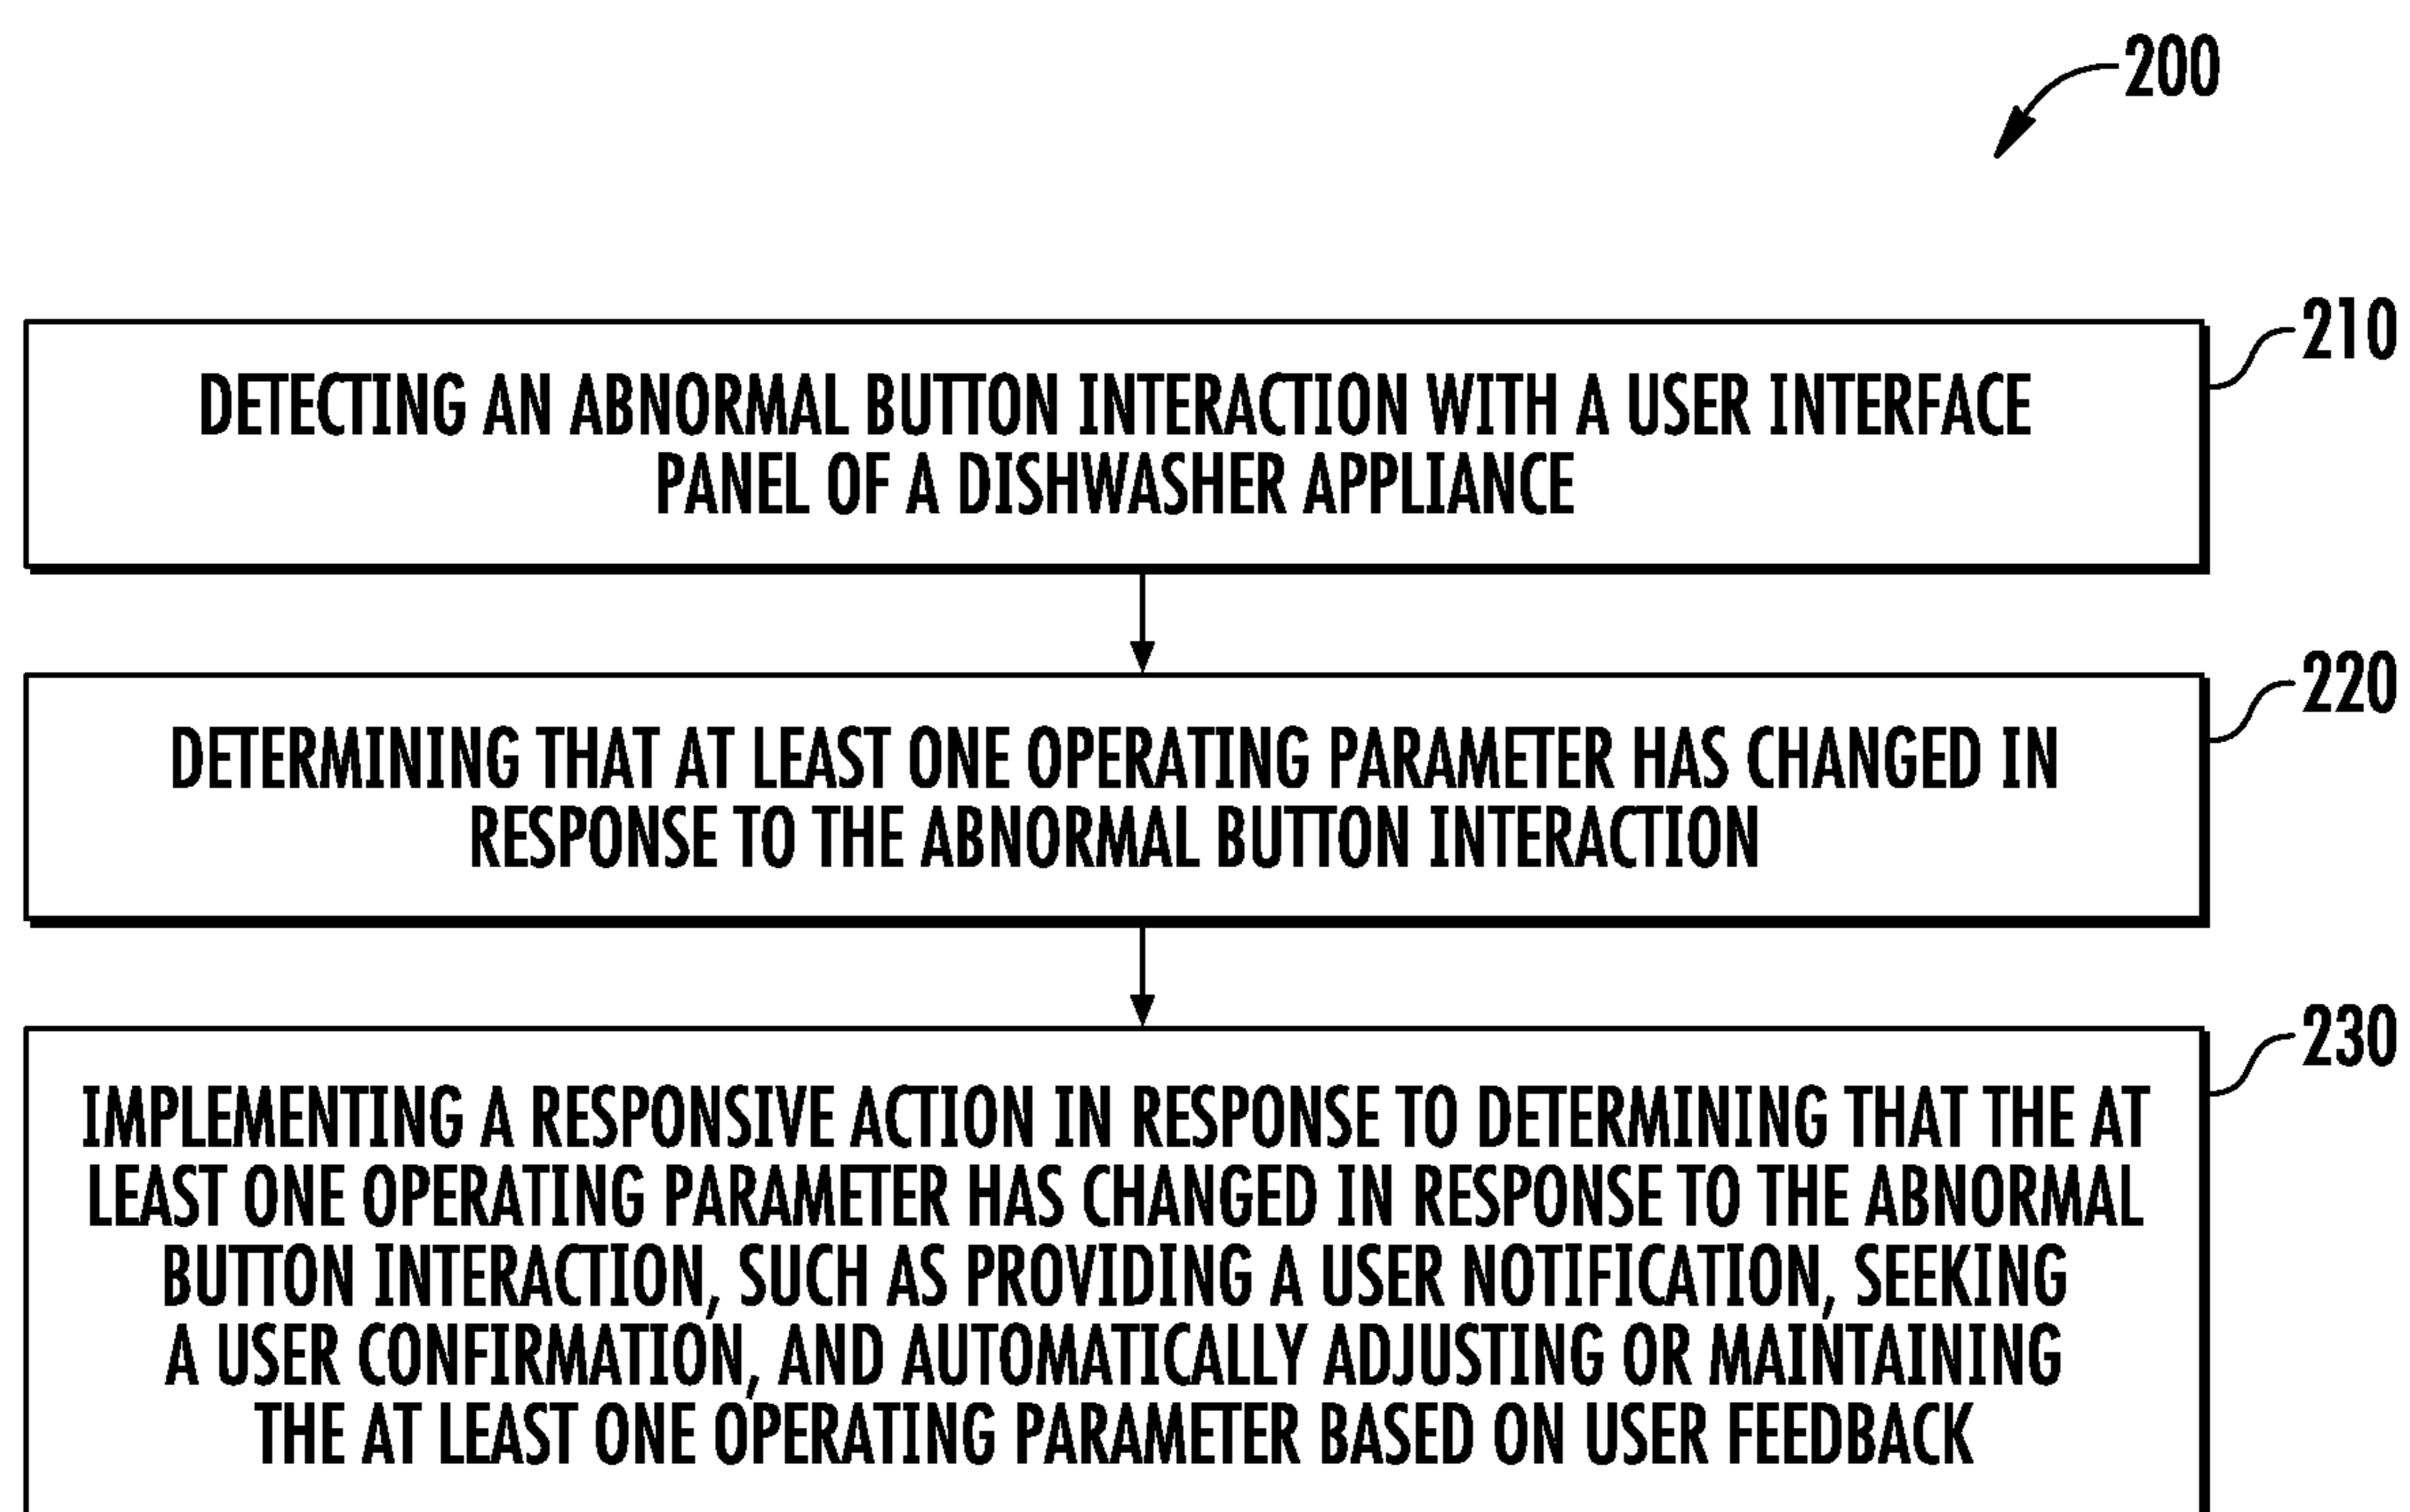 200
210
DETECTING AN ABNORMAL BUTTON INTERACTION WITH A USER INTERFACE
PANEL OF A DISHWASHER APPLIANCE
220
DETERMINING THAT AT LEAST ONE OPERATING PARAMETER HAS CHANGED IN
RESPONSE TO THE ABNORMAL BUTTON INTERACTION
230
IMPLEMENTING A RESPONSIVE ACTION IN RESPONSE TO DETERMINING THAT THE AT
LEAST ONE OPERATING PARAMETER HAS CHANGED IN RESPONSE TO THE ABNORMAL
BUTTON INTERACTION, SUCH AS PROVIDING A USER NOTIFICATION, SEEKING
A USER CONFIRMATION, AND AUTOMATICALLY ADJUSTING OR MAINTAINING
THE AT LEAST ONE OPERATING PARAMETER BASED ON USER FEEDBACK